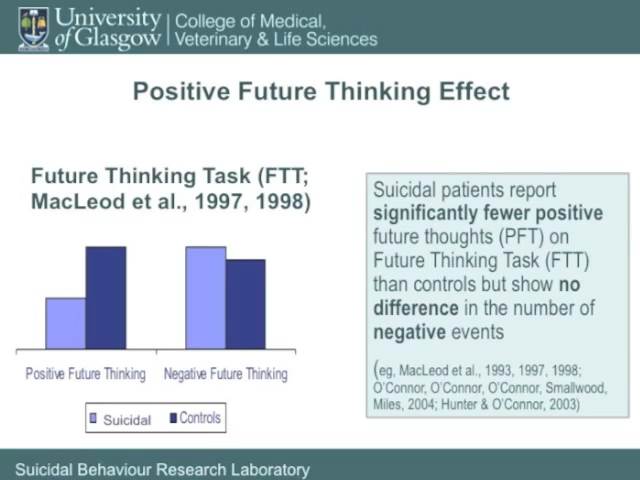 University of Glasgow
College of Medical,
Veterinary & Life Sciences
Positive Future Thinking Effect
Future Thinking Task (FTT;
MacLeod et al., 1997, 1998)
Positive Future Thinking
Negative Future Thinking
Suicidal
Controls
Suicidal patients report
significantly fewer positive
future thoughts (PFT) on
Future Thinking Task (FTT)
than controls but show no
difference in the number of
negative events
(eg, MacLeod et al., 1993, 1997, 1998;
O'Connor, O'Connor, O'Connor, Smallwood,
Miles, 2004; Hunter & O'Connor, 2003)
Suicidal Behaviour Research Laboratory